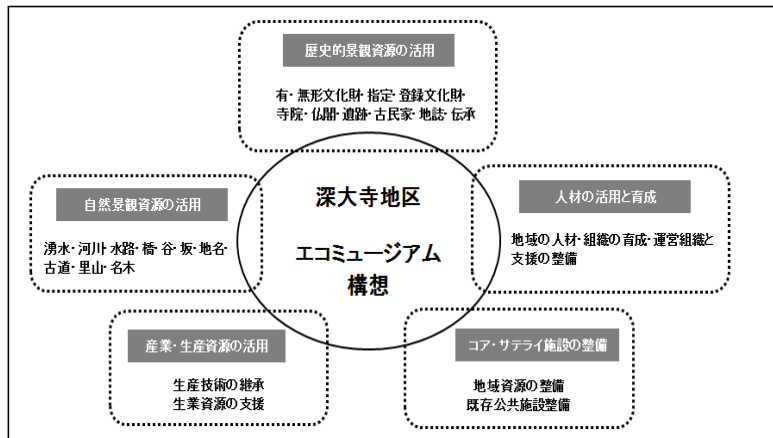 歴史的景観資源の活用
有・無形文化財・指定・登録文化財・
寺院・仏閣・遺跡・古民家・地誌・伝承
深大寺地区
エコミュージアム
構想
自然景観資源の活用
湧水・河川・水路・橋・谷・坂・地名・
古道・里山・名木
人材の活用と育成
地域の人材・組織の育成・運営組織と
支援の整備
産業・生産資源の活用
生産技術の継承
生業資源の支援
コア・サテライ施設の整備
地域資源の整備
既存公共施設整備